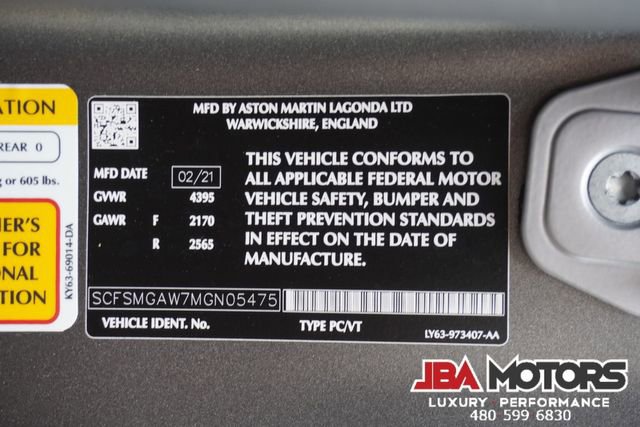 ATION
REAR 0
g or 605 lbs.
ER'S
FOR
ONAL
TION
KY63-69014-DA
MFD BY ASTON MARTIN LAGONDA LTD
WARWICKSHIRE, ENGLAND
MFD DATE 02/21
GVWR 4395
GAWR F 2170
R 2565
THIS VEHICLE CONFORMS TO
ALL APPLICABLE FEDERAL MOTOR
VEHICLE SAFETY, BUMPER AND
THEFT PREVENTION STANDARDS
IN EFFECT ON THE DATE OF
MANUFACTURE.
SCFSMGAW7MGN05475
VEHICLE IDENT. No. TYPE PC/VT LY63-973407-AA
JBA MOTORS
LUXURY · PERFORMANCE
480 599 6830